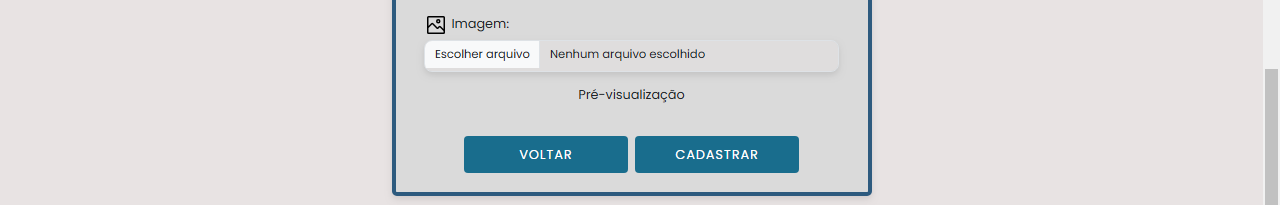 Imagem:
Escolher arquivo Nenhum arquivo escolhido
Pré-visualização
VOLTAR CADASTRAR